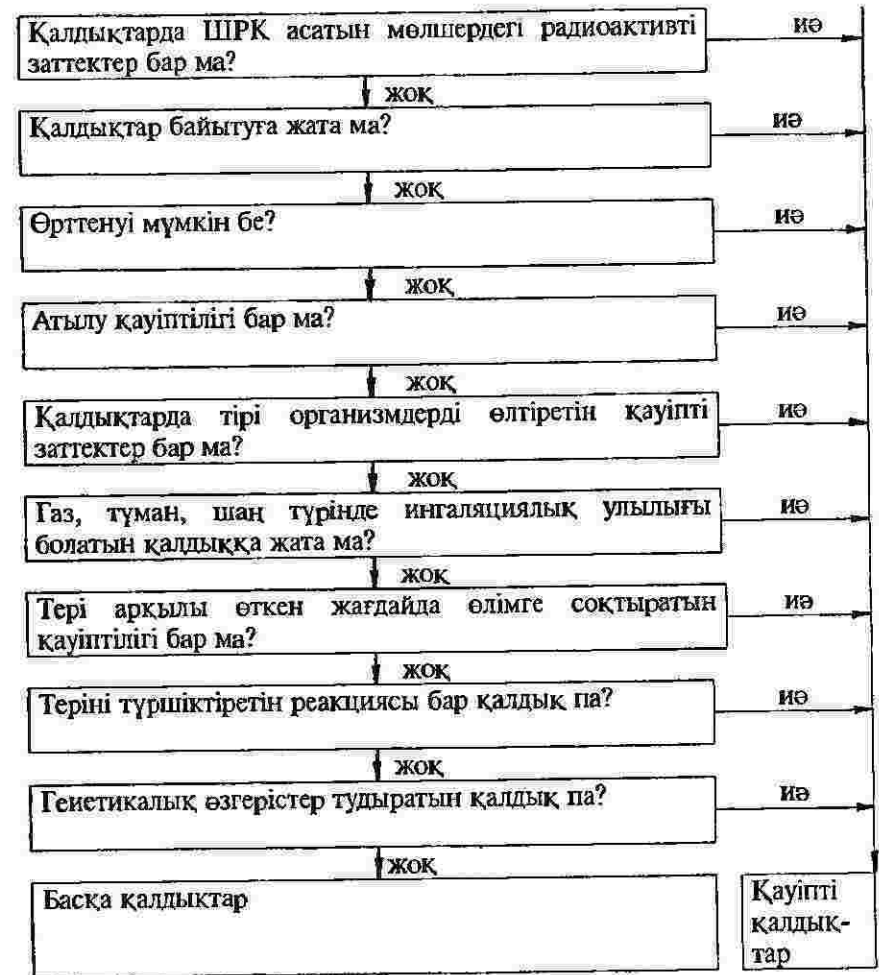 Қалдықтарда ШРК асатын мөлшердегі радиоактивті
заттектер бар ма?
иә
жоқ
Қалдықтар байытуға жата ма?
иә
жоқ
Өрттенуі мүмкін бе?
иә
жоқ
Атылу қауіптілігі бар ма?
иә
жоқ
Қалдықтарда тірі организмдерді өлтіретін қауіпті
заттектер бар ма?
иә
жоқ
Газ, тұман, шаң түрінде ингаляциялық улылығы
болатын қалдыққа жата ма?
иә
жоқ
Тері арқылы өткен жағдайда өлімге соқтыратын
қауіптілігі бар ма?
иә
жоқ
Теріні түршіктіретін реакциясы бар қалдық па?
иә
жоқ
Генетикалық өзгерістер тудыратын қалдық па?
иә
жоқ
Басқа қалдықтар
Қауіпті
қалдық-
тар